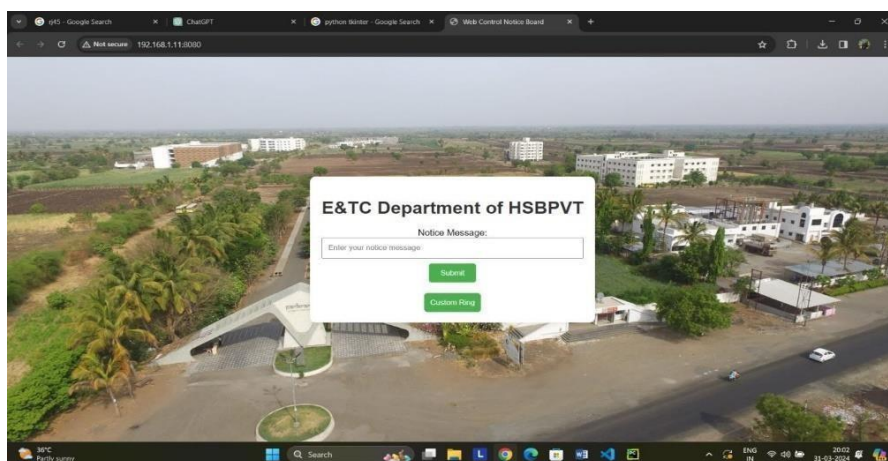 rj45 - Google Search
ChatGPT
python tkinter - Google Search
Web Control Notice Board
Not secure
192.168.1.11:8080
E&TC Department of HSBPVT
Notice Message:
Enter your notice message
Submit
Custom Ring
36°C
Partly sunny
Search
ENG
IN
20:02
31-03-2024